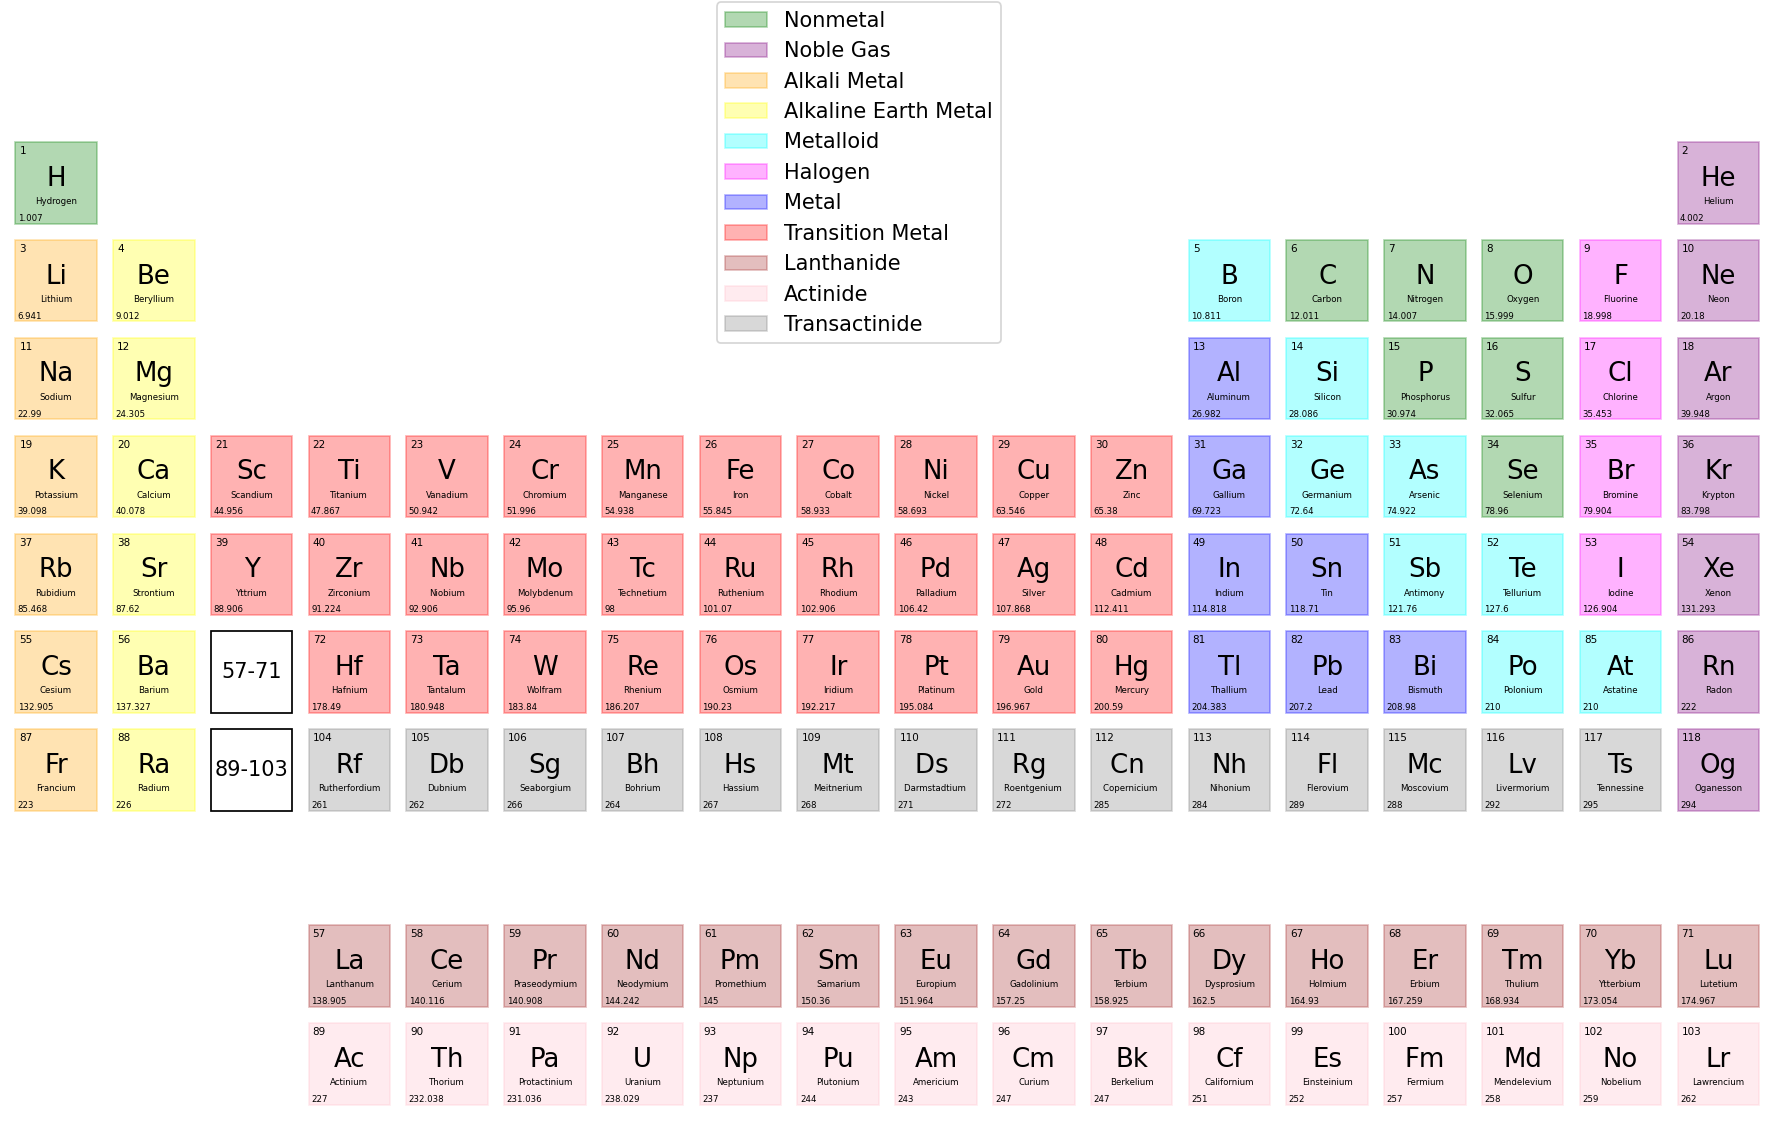 Nonmetal
Noble Gas
Alkali Metal
Alkaline Earth Metal
Metalloid
Halogen
Metal
Transition Metal
Lanthanide
Actinide
Transactinide
1 2
H He
Hydrogen Helium
1.007 4.002
3 4 5 6 7 8 9 10
Li Be B C N O F Ne
Lithium Beryllium Boron Carbon Nitrogen Oxygen Fluorine Neon
6.941 9.012 10.811 12.011 14.007 15.999 18.998 20.18
11 12 13 14 15 16 17 18
Na Mg Al Si P S Cl Ar
Sodium Magnesium Aluminum Silicon Phosphorus Sulfur Chlorine Argon
22.99 24.305 26.982 28.086 30.974 32.065 35.453 39.948
19 20 21 22 23 24 25 26 27 28 29 30 31 32 33 34 35 36
K Ca Sc Ti V Cr Mn Fe Co Ni Cu Zn Ga Ge As Se Br Kr
Potassium Calcium Scandium Titanium Vanadium Chromium Manganese Iron Cobalt Nickel Copper Zinc Gallium Germanium Arsenic Selenium Bromine Krypton
39.098 40.078 44.956 47.867 50.942 51.996 54.938 55.845 58.933 58.693 63.546 65.38 69.723 72.64 74.922 78.96 79.904 83.798
37 38 39 40 41 42 43 44 45 46 47 48 49 50 51 52 53 54
Rb Sr Y Zr Nb Mo Tc Ru Rh Pd Ag Cd In Sn Sb Te I Xe
Rubidium Strontium Yttrium Zirconium Niobium Molybdenum Technetium Ruthenium Rhodium Palladium Silver Cadmium Indium Tin Antimony Tellurium Iodine Xenon
85.468 87.62 88.906 91.224 92.906 95.96 98 101.07 102.906 106.42 107.868 112.411 114.818 118.71 121.76 127.6 126.904 131.293
55 56 72 73 74 75 76 77 78 79 80 81 82 83 84 85 86
Cs Ba 57-71 Hf Ta W Re Os Ir Pt Au Hg Tl Pb Bi Po At Rn
Cesium Barium Hafnium Tantalum Wolfram Rhenium Osmium Iridium Platinum Gold Mercury Thallium Lead Bismuth Polonium Astatine Radon
132.905 137.327 178.49 180.948 183.84 186.207 190.23 192.217 195.084 196.967 200.59 204.383 207.2 208.98 210 210 222
87 88 104 105 106 107 108 109 110 111 112 113 114 115 116 117 118
Fr Ra 89-103 Rf Db Sg Bh Hs Mt Ds Rg Cn Nh Fl Mc Lv Ts Og
Francium Radium Rutherfordium Dubnium Seaborgium Bohrium Hassium Meitnerium Darmstadtium Roentgenium Copernicium Nihonium Flerovium Moscovium Livermorium Tennessine Oganesson
223 226 261 262 266 264 267 268 271 272 285 284 289 288 292 295 294
57 58 59 60 61 62 63 64 65 66 67 68 69 70 71
La Ce Pr Nd Pm Sm Eu Gd Tb Dy Ho Er Tm Yb Lu
Lanthanum Cerium Praseodymium Neodymium Promethium Samarium Europium Gadolinium Terbium Dysprosium Holmium Erbium Thulium Ytterbium Lutetium
138.905 140.116 140.908 144.242 145 150.36 151.964 157.25 158.925 162.5 164.93 167.259 168.934 173.054 174.967
89 90 91 92 93 94 95 96 97 98 99 100 101 102 103
Ac Th Pa U Np Pu Am Cm Bk Cf Es Fm Md No Lr
Actinium Thorium Protactinium Uranium Neptunium Plutonium Americium Curium Berkelium Californium Einsteinium Fermium Mendelevium Nobelium Lawrencium
227 232.038 231.036 238.029 237 244 243 247 247 251 252 257 258 259 262